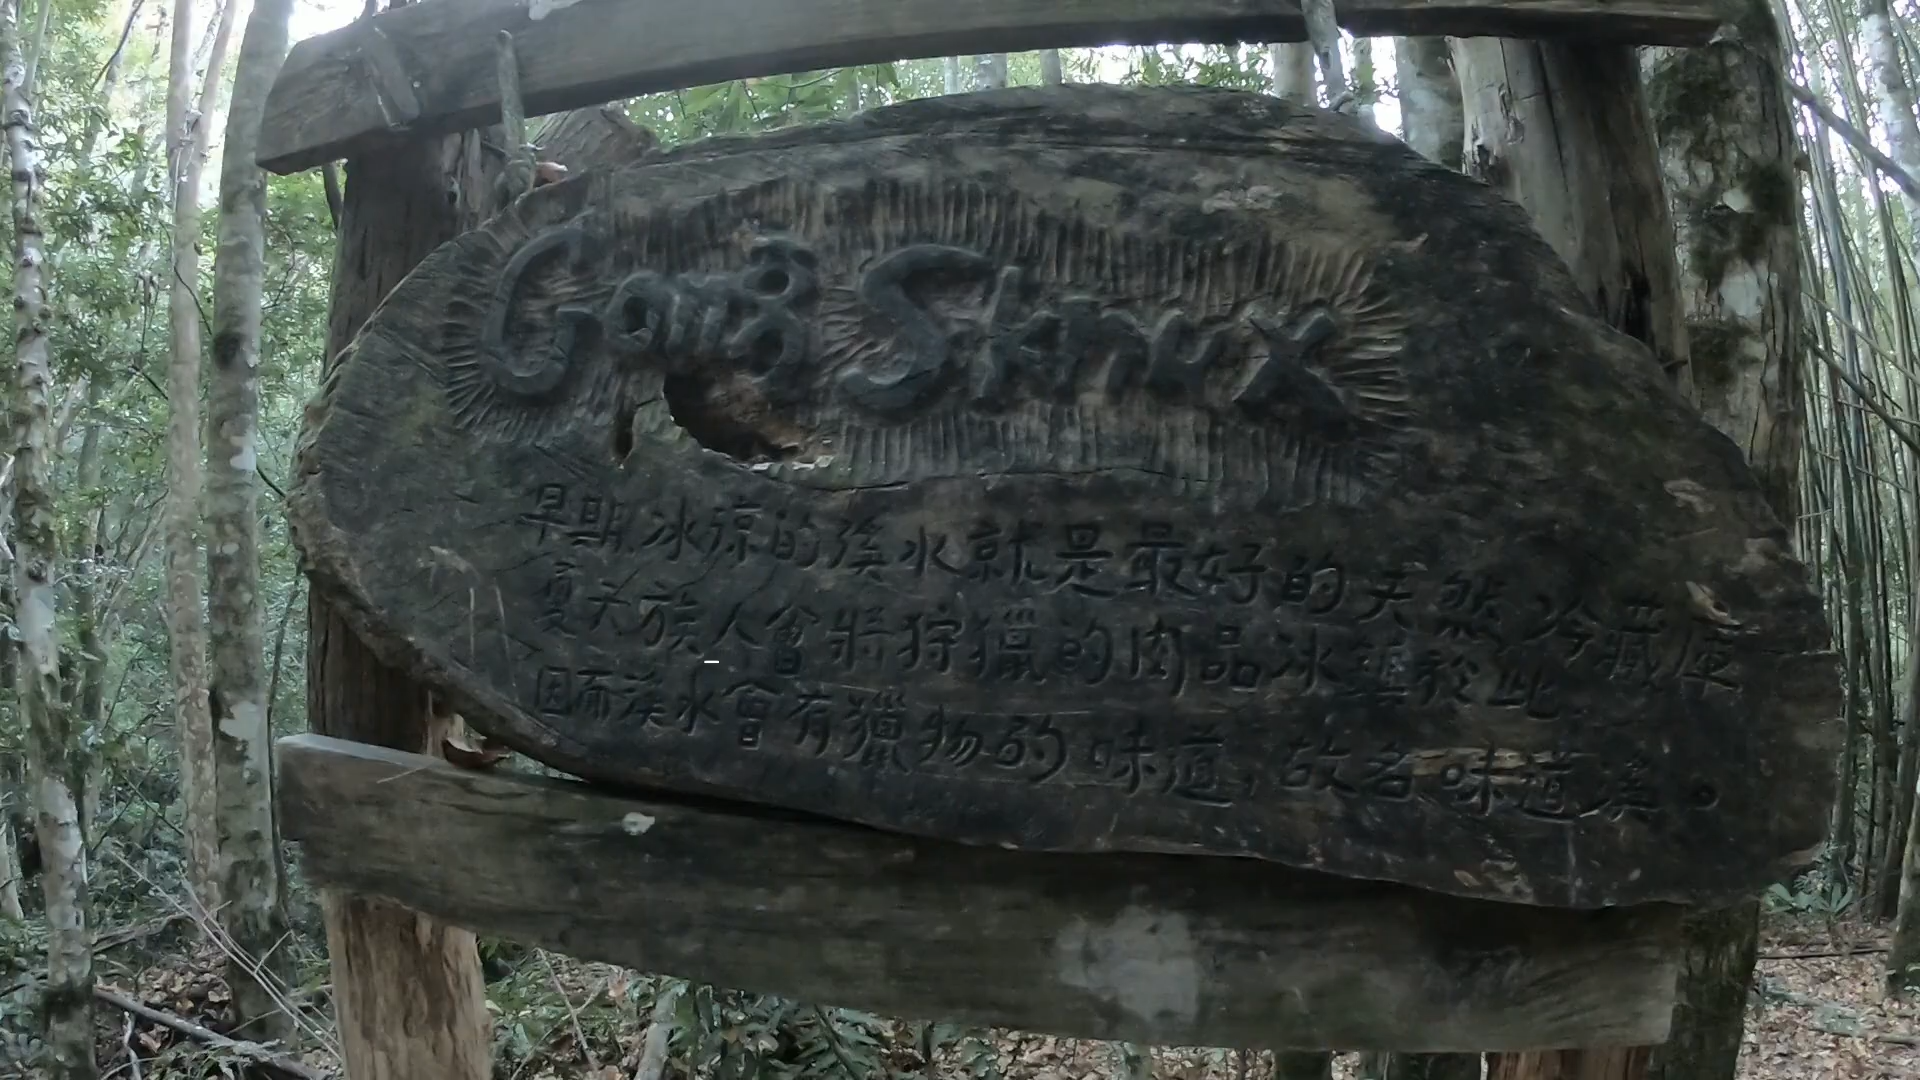 Gong Sknux
早期冰涼的溪水就是最好的天然冷藏庫
夏天族人會將狩獵的肉品冰鎮於此
因而溪水會有獵物的味道，故名味道溪。